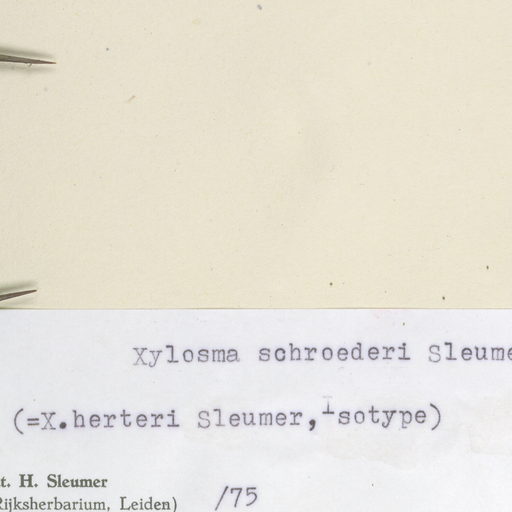 Xylosma schroederi Sleume
(=X.herteri Sleumer, Isotype)
t. H. Sleumer
Rijksherbarium, Leiden) /75